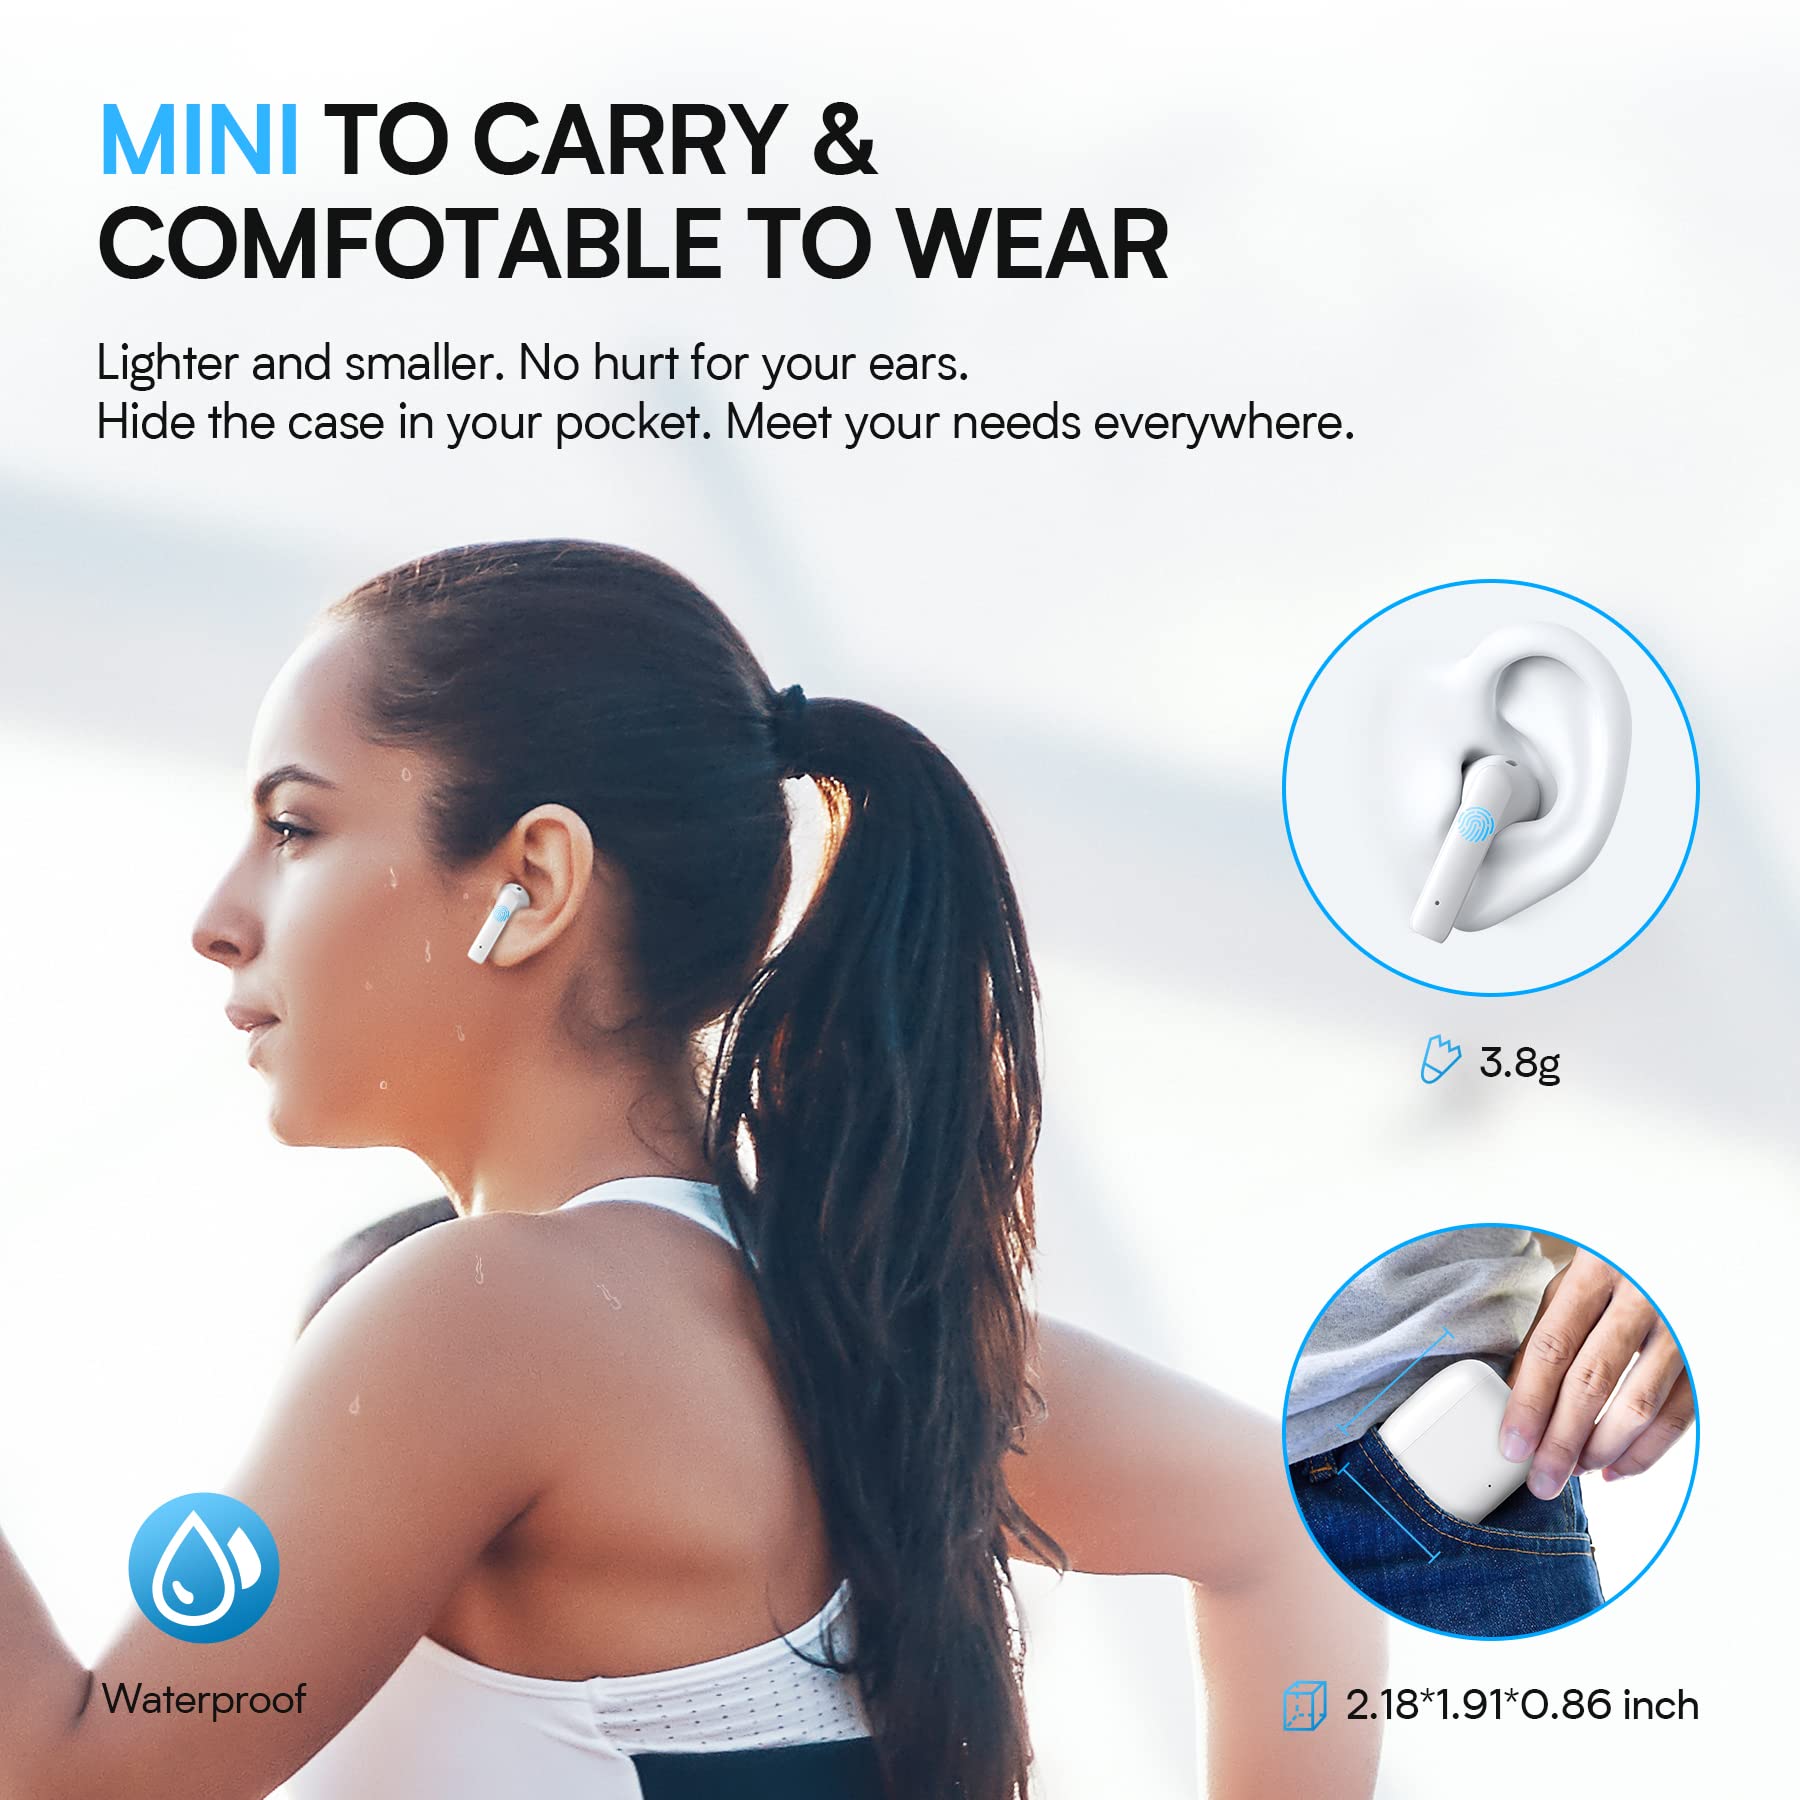 MINI TO CARRY &
COMFOTABLE TO WEAR
Lighter and smaller. No hurt for your ears.
Hide the case in your pocket. Meet your needs everywhere.
3.8g
Waterproof
2.18*1.91*0.86 inch